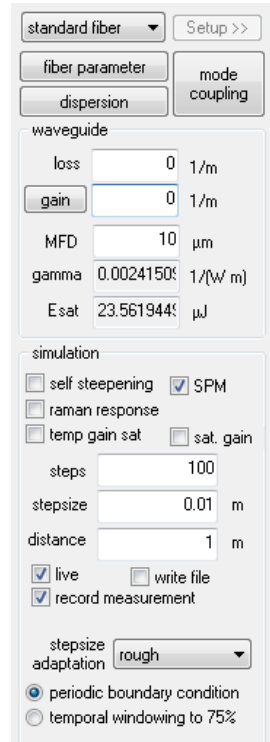 standard fiber Setup >>
fiber parameter
mode coupling
dispersion
waveguide
loss 0 1/m
gain 0 1/m
MFD 10 µm
gamma 0.00241509 1/(W m)
Esat 23.5619449 µJ
simulation
self steepening SPM
raman response
temp gain sat sat. gain
steps 100
stepsize 0.01 m
distance 1 m
live write file
record measurement
stepsize adaptation rough
periodic boundary condition
temporal windowing to 75%